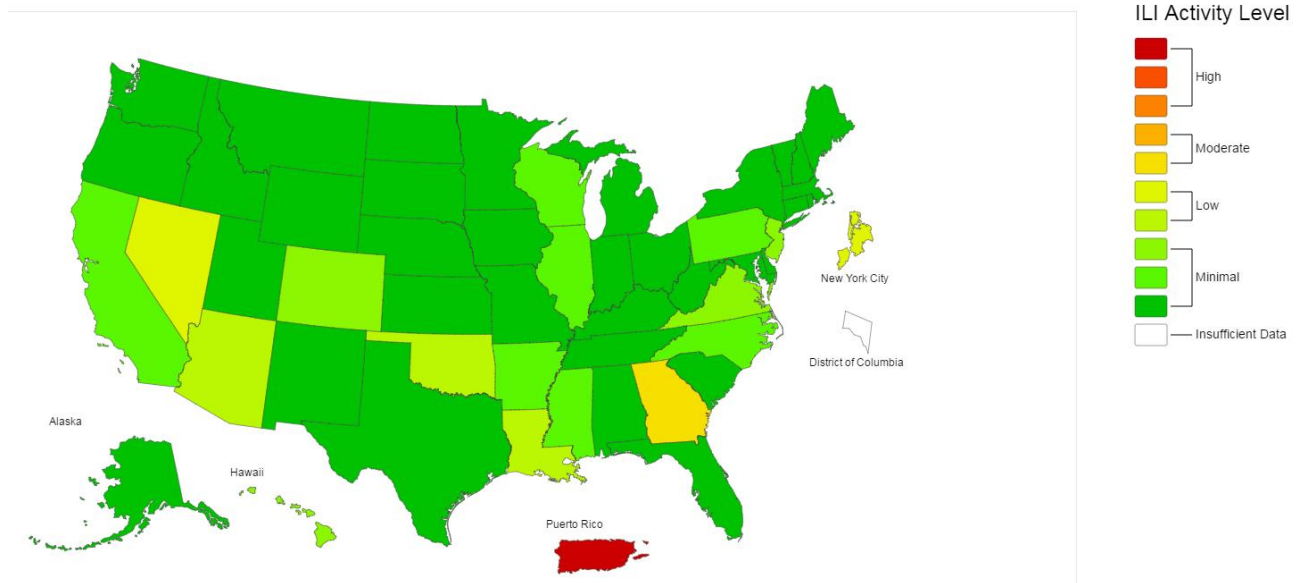 ILI Activity Level
High
Moderate
Low
Minimal
Insufficient Data
New York City
District of Columbia
Alaska
Hawaii
Puerto Rico